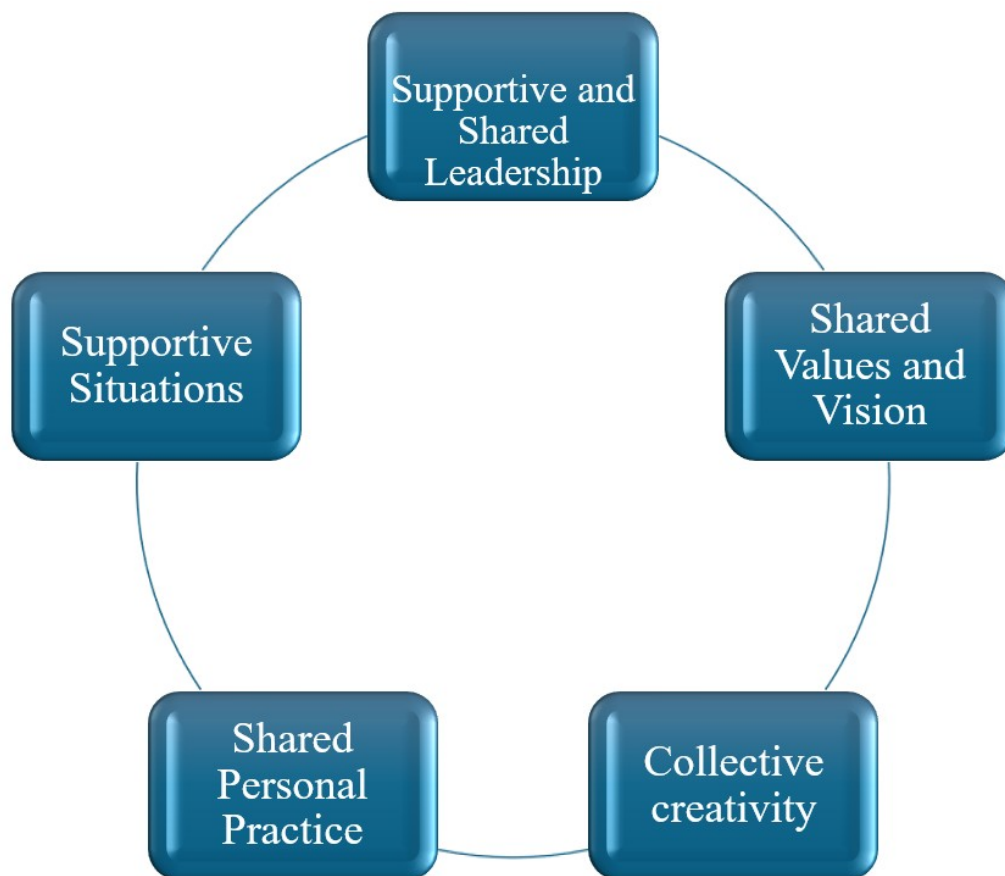 Supportive and
Shared
Leadership
Shared
Values and
Vision
Collective
creativity
Shared
Personal
Practice
Supportive
Situations